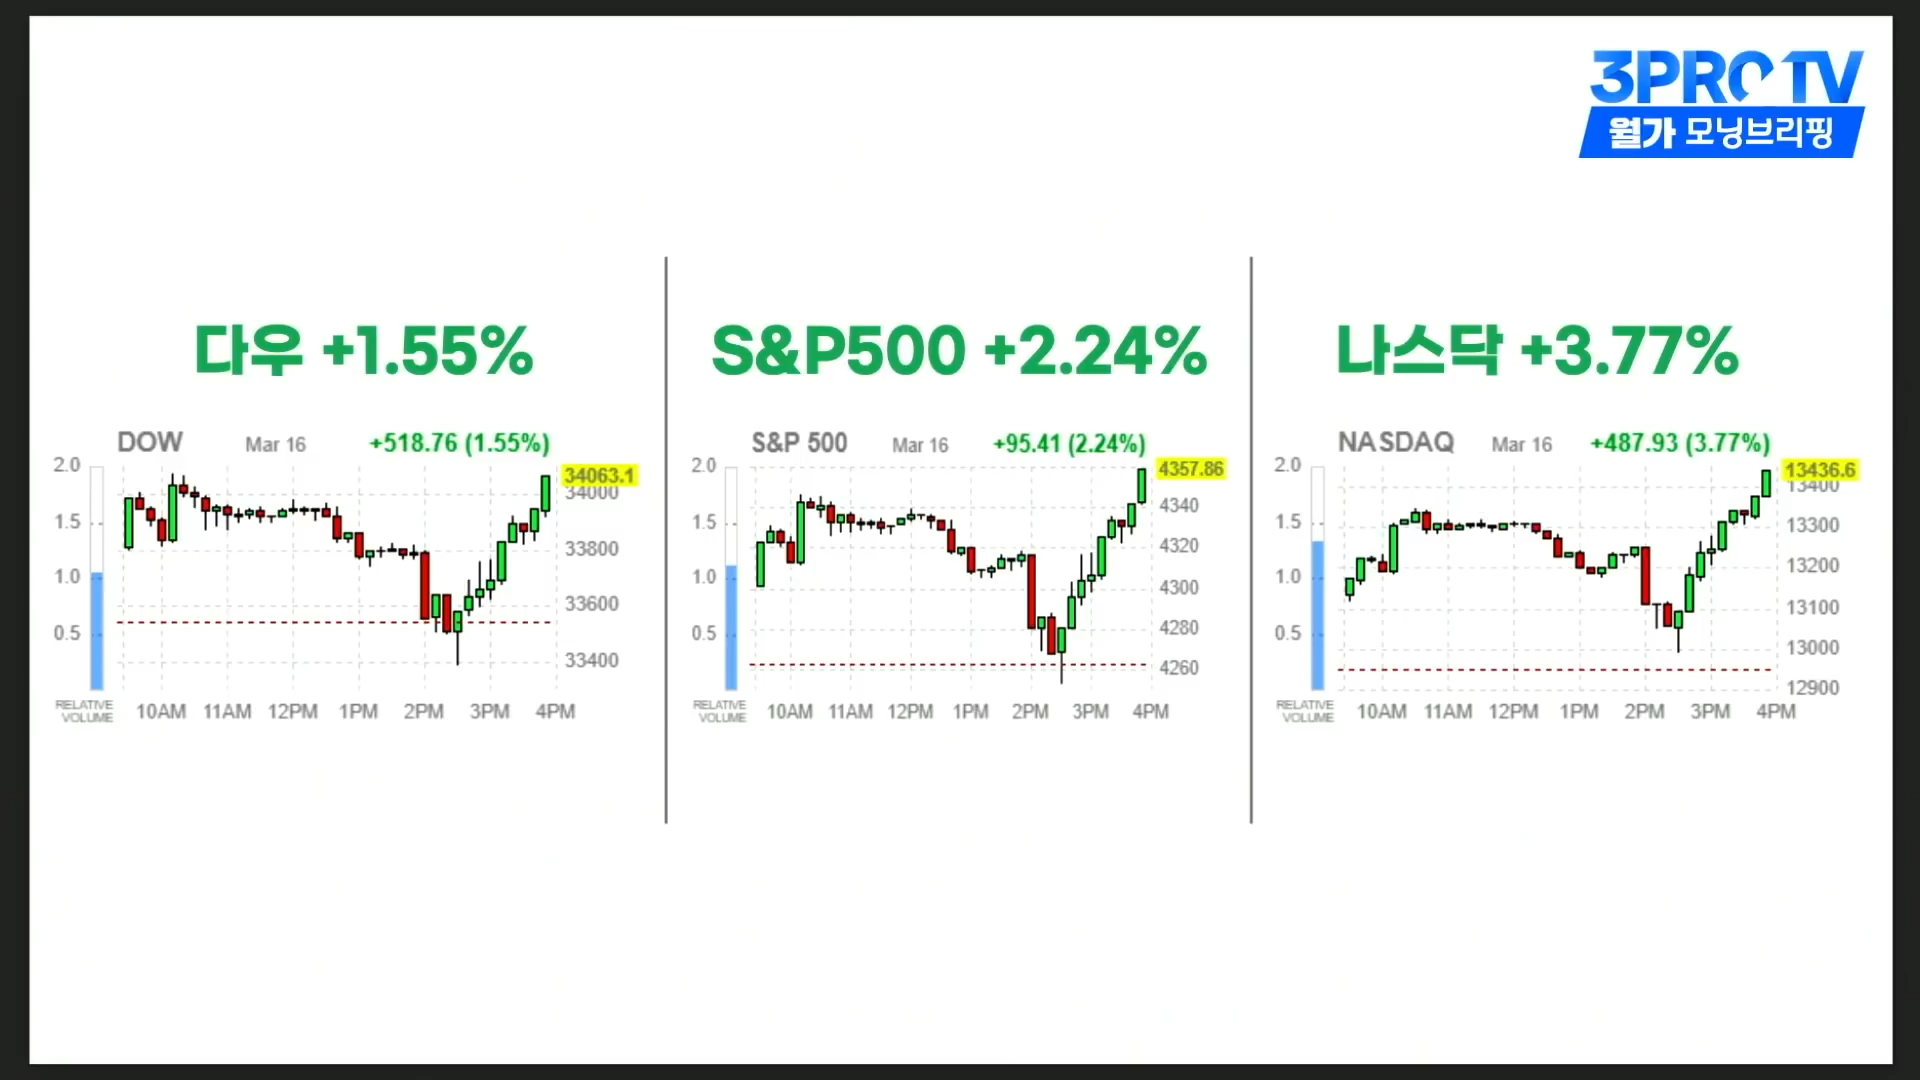 3PRO TV
월가 모닝브리핑
다우 +1.55%
DOW Mar 16 +518.76 (1.55%)
2.0
1.5
1.0
0.5
34063.1
34000
33800
33600
33400
RELATIVE
VOLUME
10AM 11AM 12PM 1PM 2PM 3PM 4PM
S&P500 +2.24%
S&P 500 Mar 16 +95.41 (2.24%)
2.0
1.5
1.0
0.5
4357.86
4340
4320
4300
4280
4260
RELATIVE
VOLUME
10AM 11AM 12PM 1PM 2PM 3PM 4PM
나스닥 +3.77%
NASDAQ Mar 16 +487.93 (3.77%)
2.0
1.5
1.0
0.5
13436.6
13400
13300
13200
13100
13000
12900
RELATIVE
VOLUME
10AM 11AM 12PM 1PM 2PM 3PM 4PM